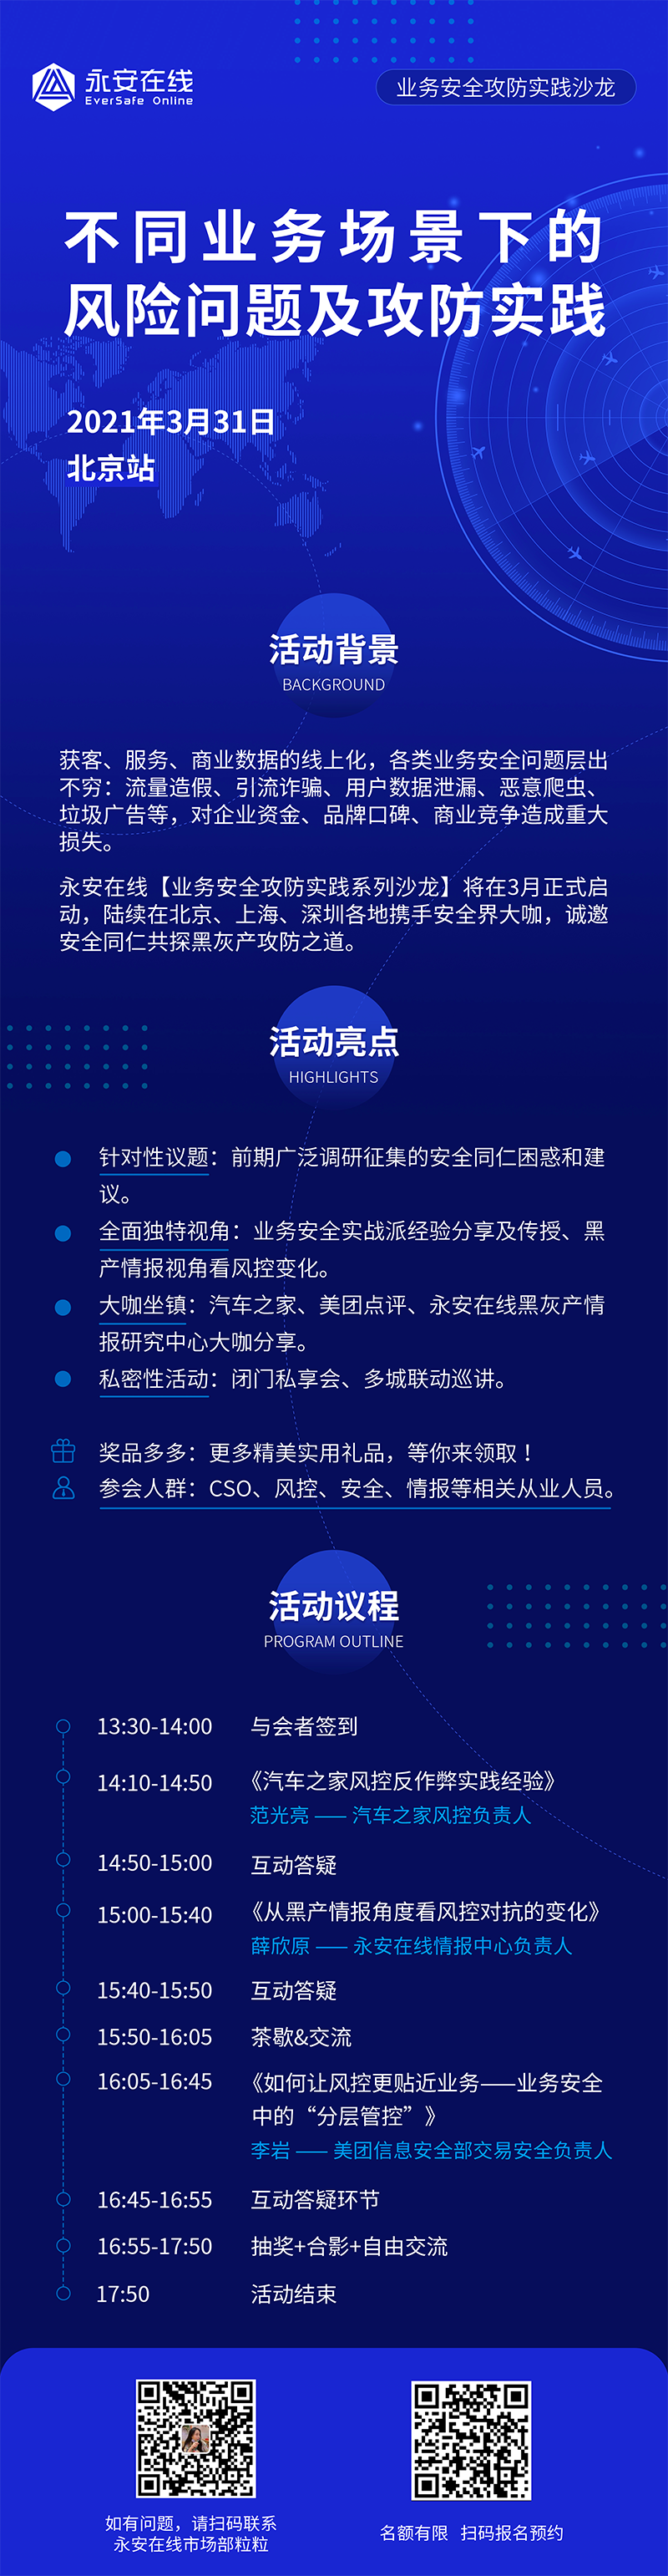 永安在线
EverSafe Online
业务安全攻防实践沙龙
不同业务场景下的
风险问题及攻防实践
2021年3月31日
北京站
活动背景
BACKGROUND
获客、服务、商业数据的线上化，各类业务安全问题层出
不穷：流量造假、引流诈骗、用户数据泄漏、恶意爬虫、
垃圾广告等，对企业资金、品牌口碑、商业竞争造成重大
损失。
永安在线【业务安全攻防实践系列沙龙】将在3月正式启
动，陆续在北京、上海、深圳各地携手安全界大咖，诚邀
安全同仁共探黑灰产攻防之道。
活动亮点
HIGHLIGHTS
针对性议题：前期广泛调研征集的安全同仁困惑和建
议。
全面独特视角：业务安全实战派经验分享及传授、黑
产情报视角看风控变化。
大咖坐镇：汽车之家、美团点评、永安在线黑灰产情
报研究中心大咖分享。
私密性活动：闭门私享会、多城联动巡讲。
奖品多多：更多精美实用礼品，等你来领取！
参会人群：CSO、风控、安全、情报等相关从业人员。
活动议程
PROGRAM OUTLINE
13:30-14:00 与会者签到
14:10-14:50 《汽车之家风控反作弊实践经验》
范光亮 —— 汽车之家风控负责人
14:50-15:00 互动答疑
15:00-15:40 《从黑产情报角度看风控对抗的变化》
薛欣原 —— 永安在线情报中心负责人
15:40-15:50 互动答疑
15:50-16:05 茶歇&交流
16:05-16:45 《如何让风控更贴近业务——业务安全
中的“分层管控”》
李岩 —— 美团信息安全部交易安全负责人
16:45-16:55 互动答疑环节
16:55-17:50 抽奖+合影+自由交流
17:50 活动结束
如有问题，请扫码联系
永安在线市场部粒粒
名额有限 扫码报名预约